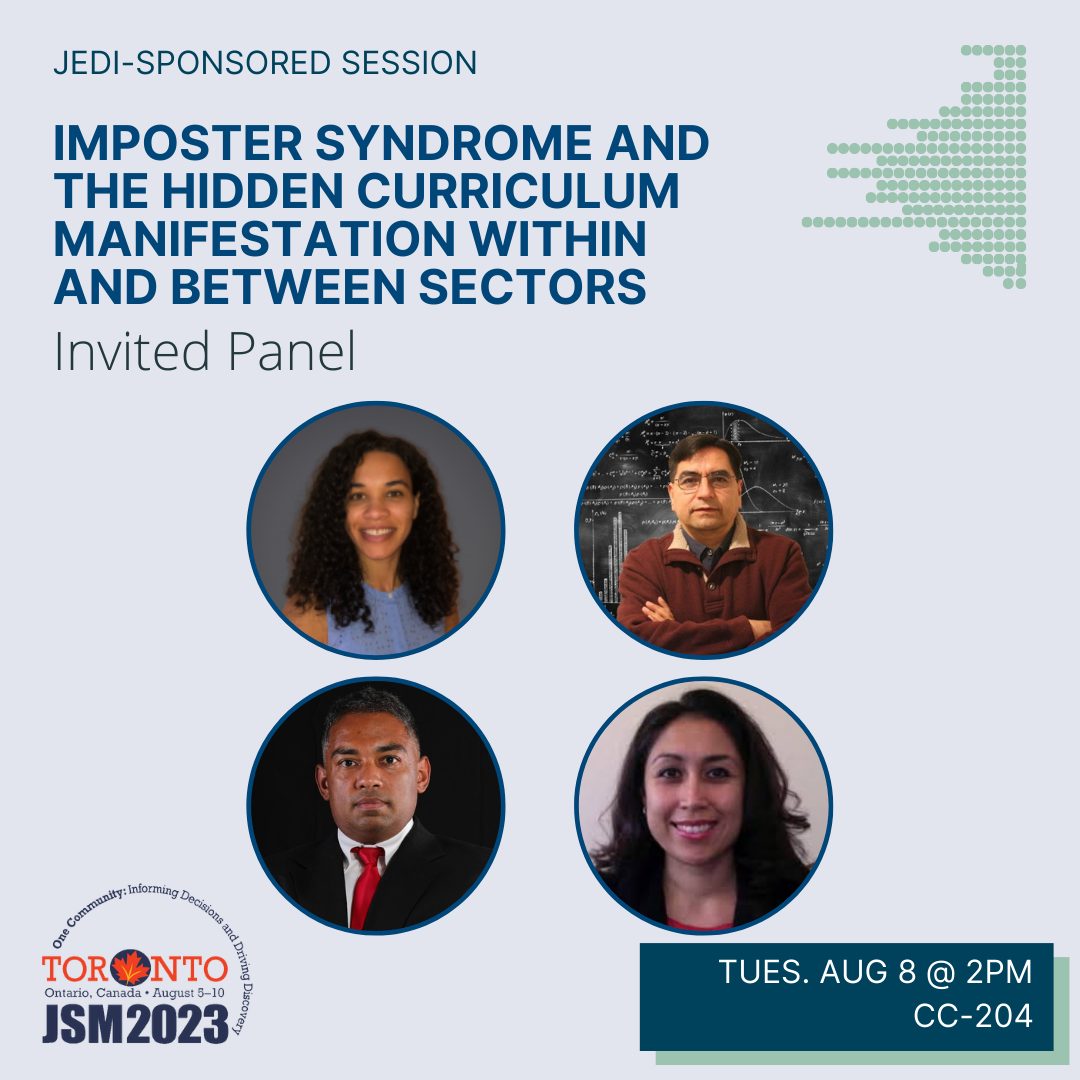 JEDI-SPONSORED SESSION
IMPOSTER SYNDROME AND
THE HIDDEN CURRICULUM
MANIFESTATION WITHIN
AND BETWEEN SECTORS
Invited Panel
One Community: Informing Decisions and Driving Discovery
TORONTO
Ontario, Canada • August 5–10
JSM2023
TUES. AUG 8 @ 2PM
CC-204